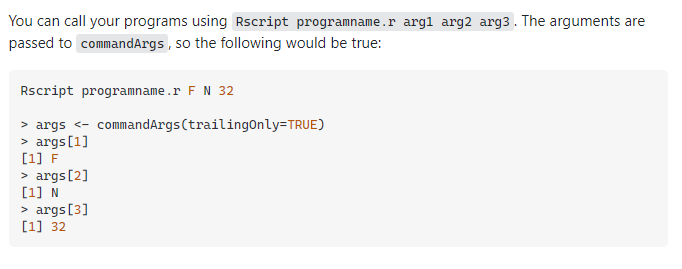 You can call your programs using Rscript programname.r arg1 arg2 arg3. The arguments are
passed to commandArgs, so the following would be true:
Rscript programname.r F N 32
> args <- commandArgs(trailingOnly=TRUE)
> args[1]
[1] F
> args[2]
[1] N
> args[3]
[1] 32